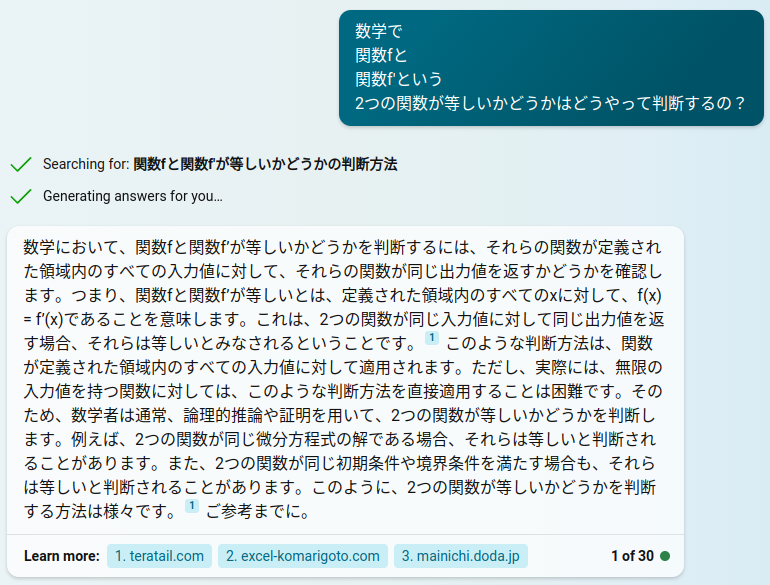 数学で
関数fと
関数f'という
2つの関数が等しいかどうかはどうやって判断するの？
Searching for: 関数fと関数f'が等しいかどうかの判断方法
Generating answers for you…
数学において、関数fと関数f’が等しいかどうかを判断するには、それらの関数が定義され
た領域内のすべての入力値に対して、それらの関数が同じ出力値を返すかどうかを確認し
ます。つまり、関数fと関数f’が等しいとは、定義された領域内のすべてのxに対して、f(x)
= f’(x)であることを意味します。これは、2つの関数が同じ入力値に対して同じ出力値を返
す場合、それらは等しいとみなされるということです。 1 このような判断方法は、関数
が定義された領域内のすべての入力値に対して適用されます。ただし、実際には、無限の
入力値を持つ関数に対しては、このような判断方法を直接適用することは困難です。その
ため、数学者は通常、論理的推論や証明を用いて、2つの関数が等しいかどうかを判断し
ます。例えば、2つの関数が同じ微分方程式の解である場合、それらは等しいと判断され
ることがあります。また、2つの関数が同じ初期条件や境界条件を満たす場合も、それら
は等しいと判断されることがあります。このように、2つの関数が等しいかどうかを判断
する方法は様々です。 1 ご参考までに。
Learn more: 1. teratail.com 2. excel-komarigoto.com 3. mainichi.doda.jp 1 of 30